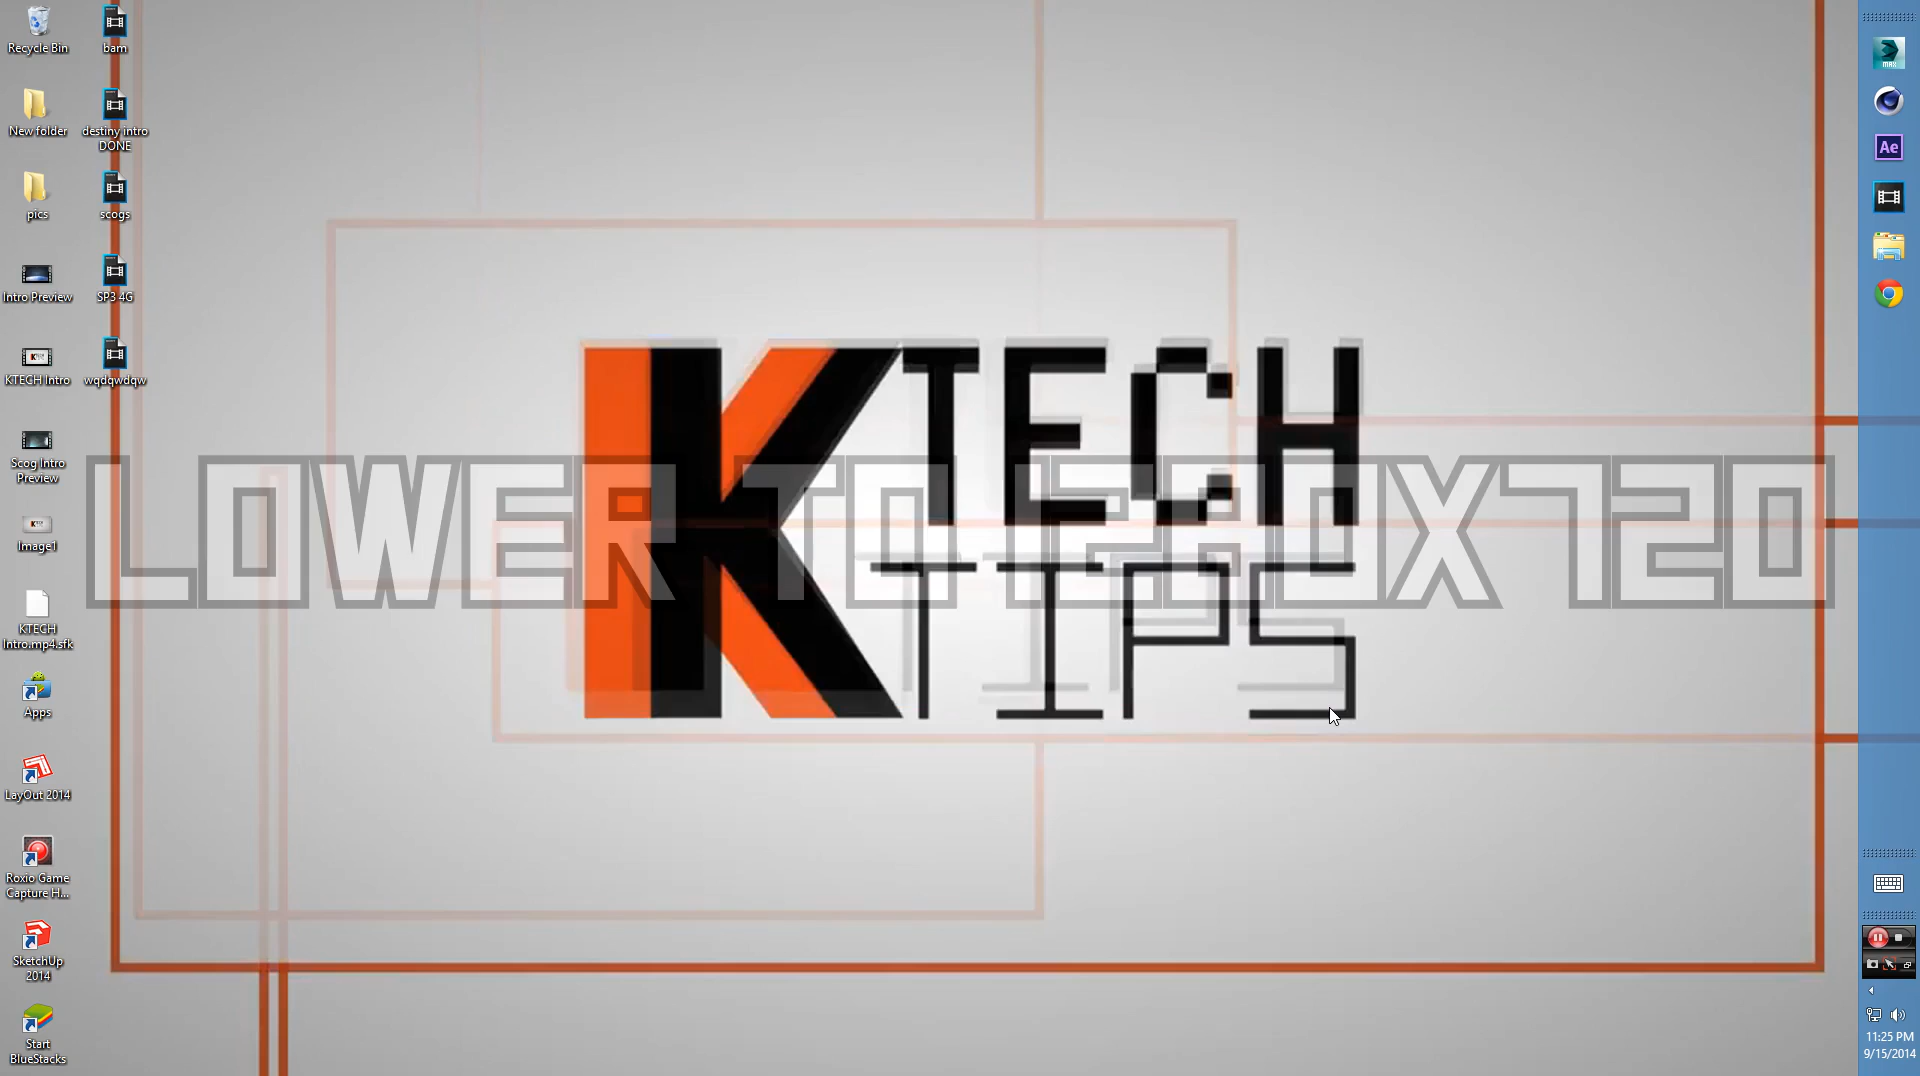 Recycle Bin
bam
New folder
destiny intro
DONE
pics
scogs
Intro Preview
SP3 4G
KTECH Intro
wqdqwdqw
Scog Intro
Preview
Image1
KTECH
Intro.mp4.sfk
Apps
LayOut 2014
Roxio Game
Capture H...
SketchUp
2014
Start
BlueStacks
KTECH
TIPS
LOWER TO 1280X720
MAX
Ae
11:25 PM
9/15/2014